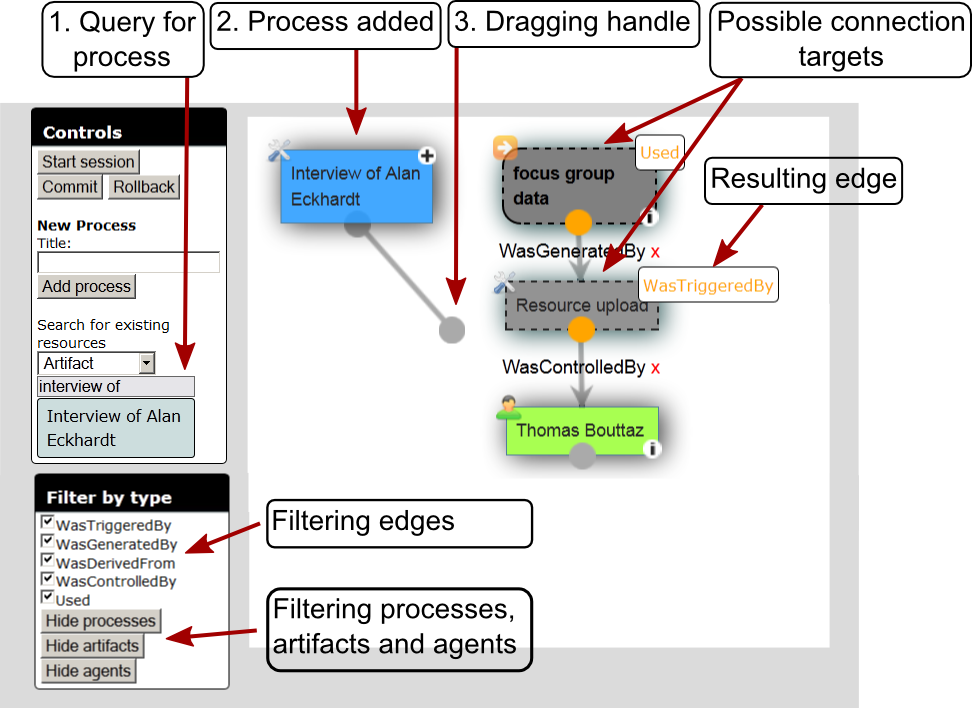 1. Query for
process
2. Process added
3. Dragging handle
Possible connection
targets
Controls
Start session
Commit
Rollback
New Process
Title:
Add process
Search for existing
resources
Artifact
interview of
Interview of Alan
Eckhardt
Interview of Alan
Eckhardt
focus group
data
Used
Resulting edge
WasGeneratedBy x
WasTriggeredBy
Resource upload
WasControlledBy x
Thomas Bouttaz
Filter by type
WasTriggeredBy
WasGeneratedBy
WasDerivedFrom
WasControlledBy
Used
Hide processes
Hide artifacts
Hide agents
Filtering edges
Filtering processes,
artifacts and agents